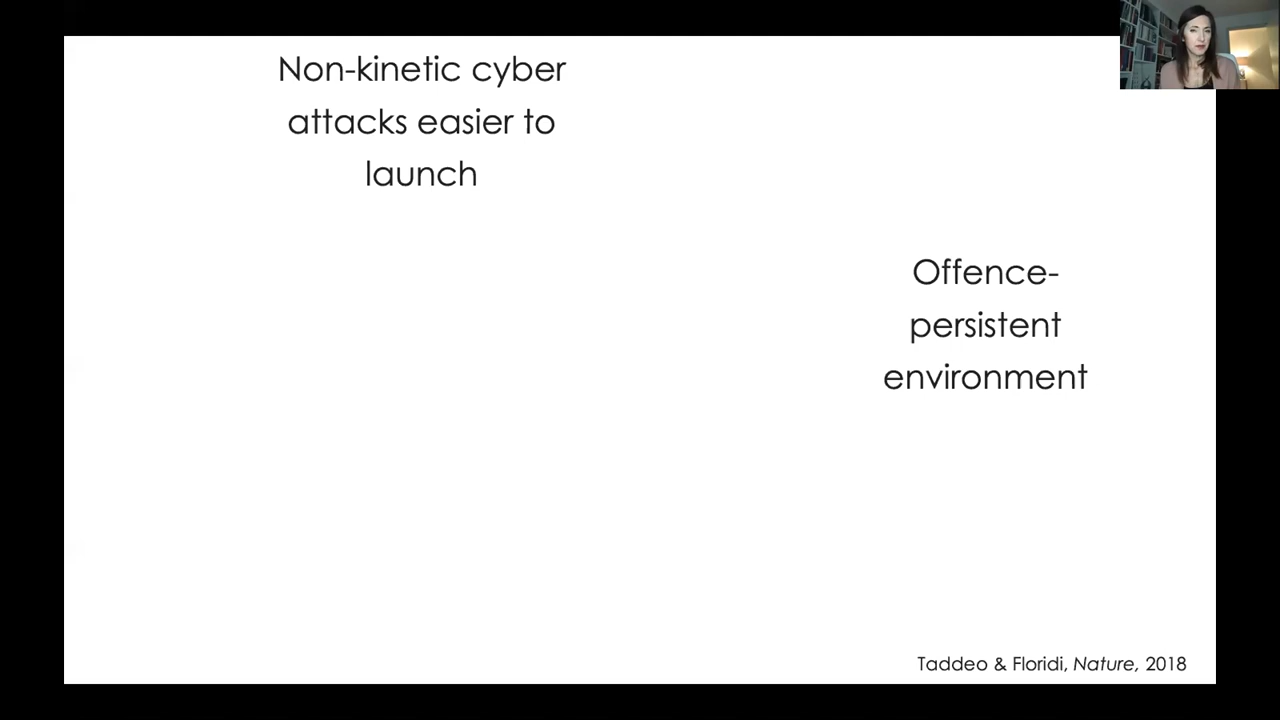 Non-kinetic cyber
attacks easier to
launch
Offence-
persistent
environment
Taddeo & Floridi, Nature, 2018